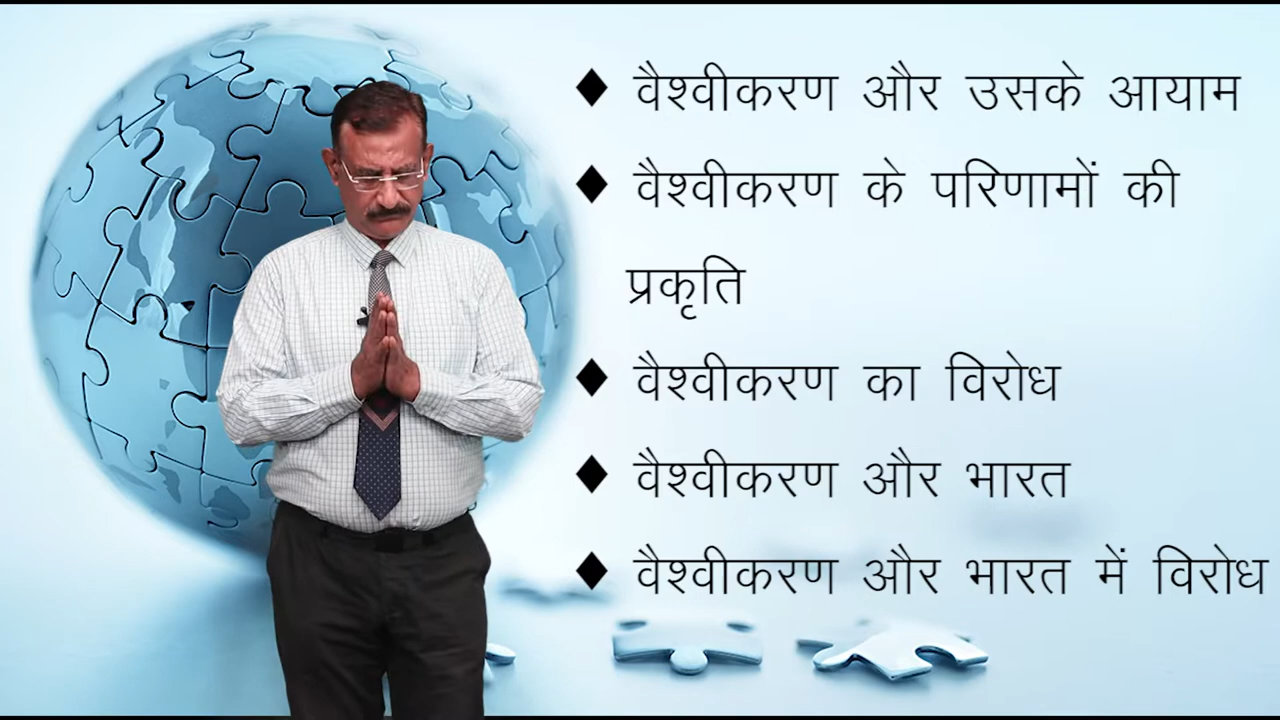 ♦ वैश्वीकरण और उसके आयाम
♦ वैश्वीकरण के परिणामों की
प्रकृति
♦ वैश्वीकरण का विरोध
♦ वैश्वीकरण और भारत
♦ वैश्वीकरण और भारत में विरोध